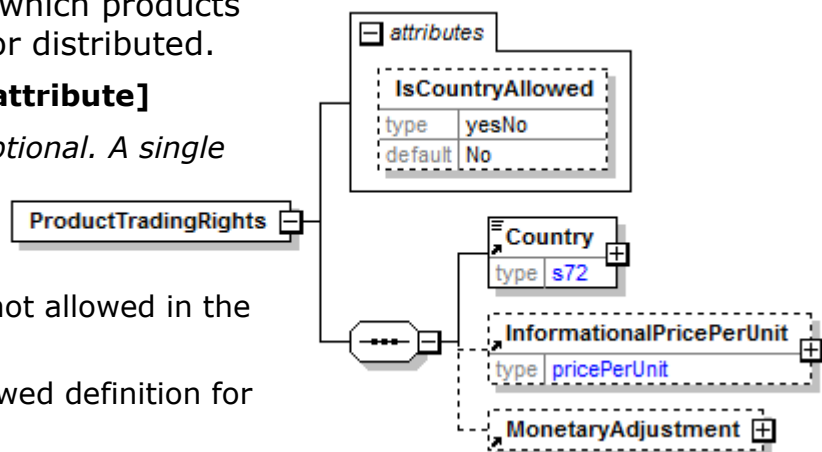 which products
or distributed.
attribute]
ptional. A single
not allowed in the
wed definition for
attributes
IsCountryAllowed
type yesNo
default No
ProductTradingRights
Country
type s72
InformationalPricePerUnit
type pricePerUnit
MonetaryAdjustment